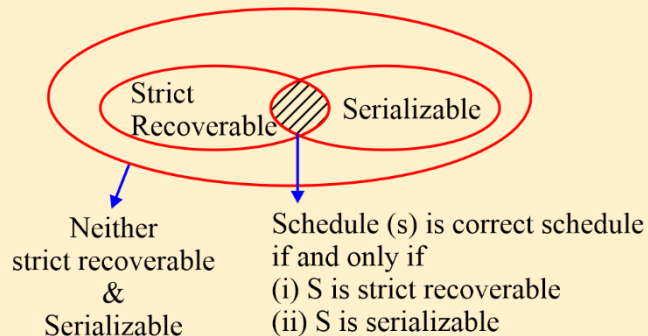 Strict
Recoverable
Serializable
Neither
strict recoverable
&
Serializable
Schedule (s) is correct schedule
if and only if
(i) S is strict recoverable
(ii) S is serializable